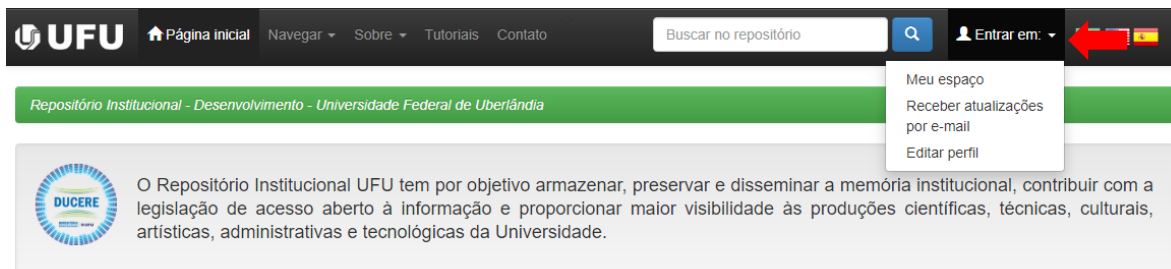 UFU Página inicial Navegar Sobre Tutoriais Contato Buscar no repositório Entrar em:
Meu espaço
Receber atualizações
por e-mail
Editar perfil
Repositório Institucional - Desenvolvimento - Universidade Federal de Uberlândia
DUCERE
O Repositório Institucional UFU tem por objetivo armazenar, preservar e disseminar a memória institucional, contribuir com a
legislação de acesso aberto à informação e proporcionar maior visibilidade às produções científicas, técnicas, culturais,
artísticas, administrativas e tecnológicas da Universidade.